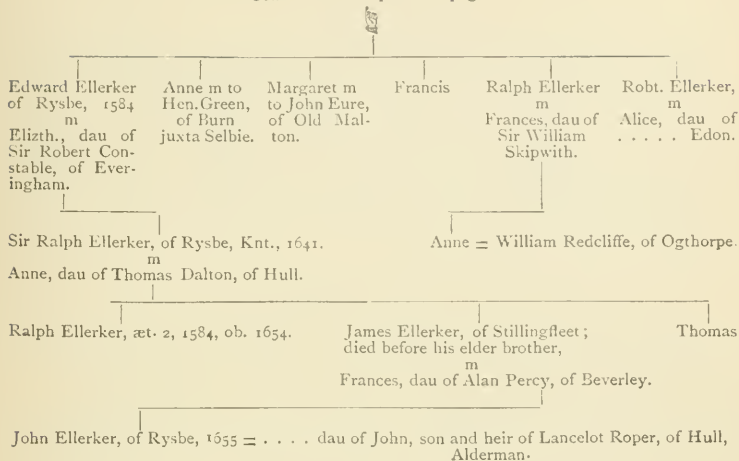 Edward Ellerker
of Rysbe, 1584
m
Elizth., dau of
Sir Robert Con-
stable, of Ever-
ingham.
Anne m to
Hen. Green,
of Burn
juxta Selbie.
Margaret m
to John Eure,
of Old Mal-
ton.
Francis
Ralph Ellerker
m
Frances, dau of
Sir William
Skipwith.
Robt. Ellerker,
m
Alice, dau of
. . . . . Edon.
Sir Ralph Ellerker, of Rysbe, Knt., 1641.
m
Anne, dau of Thomas Dalton, of Hull.
Anne = William Redcliffe, of Ogthorpe.
Ralph Ellerker, æt. 2, 1584, ob. 1654.
James Ellerker, of Stillingfleet;
died before his elder brother,
m
Frances, dau of Alan Percy, of Beverley.
Thomas
John Ellerker, of Rysbe, 1655 = . . . . dau of John, son and heir of Lancelot Roper, of Hull,
Alderman.